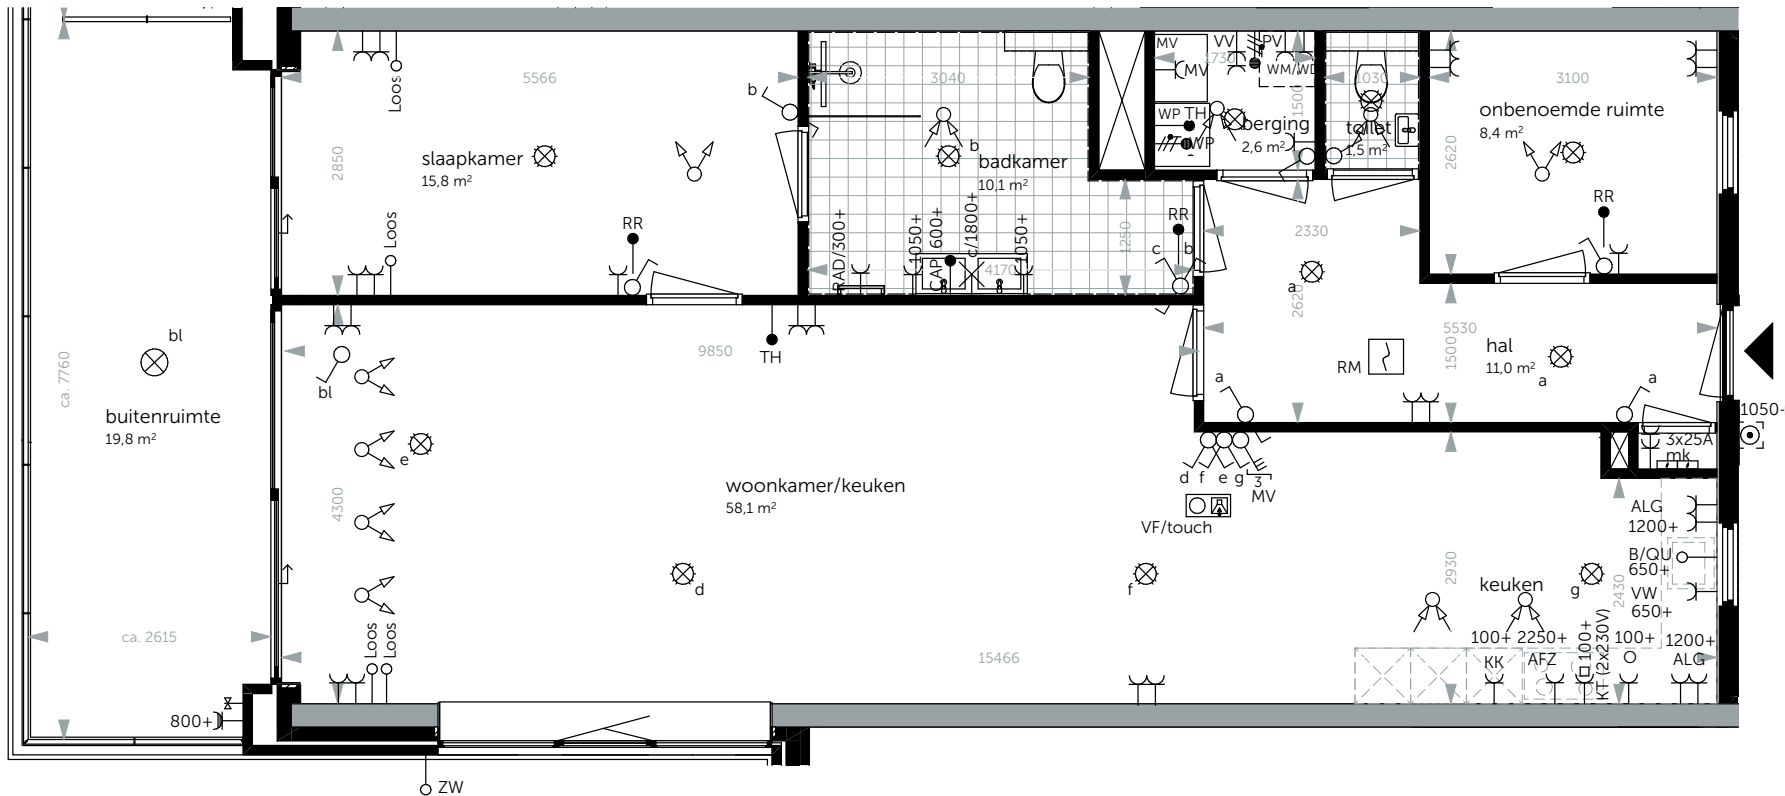 5566
Loos
slaapkamer
15,8 m²
2850
Loos
RR
b
3040
b
badkamer
10,1 m²
RAD/300+
1050+
CAP 600+
c/1800+
1050+
4170
1250
RR
c
b
MV
MV
VV
PV
1730
WM/WD
1500
WP
TH
WP
berging
2,6 m²
1030
toilet
1,5 m²
3100
onbenoemde ruimte
8,4 m²
2620
RR
2330
a
2620
5530
1500
hal
11,0 m²
RM
a
a
a
1050-
3x25A
mk
bl
ca. 7760
buitenruimte
19,8 m²
ca. 2615
800+
ZW
bl
9850
TH
e
4300
woonkamer/keuken
58,1 m²
d
f
e
g
3
MV
VF/touch
d
f
15466
Loos
Loos
2930
keuken
g
2430
ALG
1200+
B/QU
650+
VW
650+
100+
KK
2250+
AFZ
100+
KT (2x230V)
100+
1200+
ALG